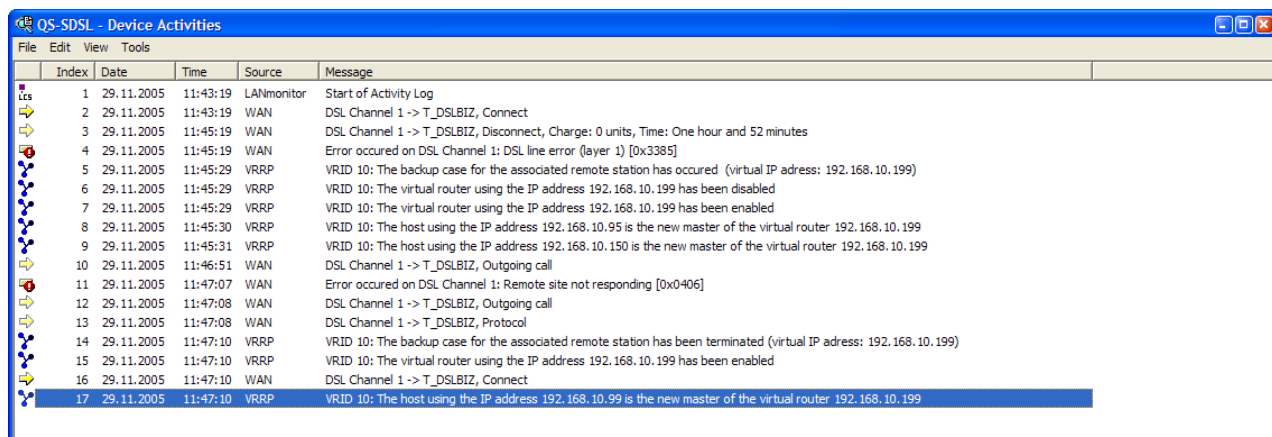 QS-SDSL - Device Activities
File Edit View Tools
Index Date Time Source Message
LCS 1 29.11.2005 11:43:19 LANmonitor Start of Activity Log
2 29.11.2005 11:43:19 WAN DSL Channel 1 -> T_DSLBIZ, Connect
3 29.11.2005 11:45:19 WAN DSL Channel 1 -> T_DSLBIZ, Disconnect, Charge: 0 units, Time: One hour and 52 minutes
4 29.11.2005 11:45:19 WAN Error occured on DSL Channel 1: DSL line error (layer 1) [0x3385]
5 29.11.2005 11:45:29 VRRP VRID 10: The backup case for the associated remote station has occured (virtual IP adress: 192.168.10.199)
6 29.11.2005 11:45:29 VRRP VRID 10: The virtual router using the IP address 192.168.10.199 has been disabled
7 29.11.2005 11:45:29 VRRP VRID 10: The virtual router using the IP address 192.168.10.199 has been enabled
8 29.11.2005 11:45:30 VRRP VRID 10: The host using the IP address 192.168.10.95 is the new master of the virtual router 192.168.10.199
9 29.11.2005 11:45:31 VRRP VRID 10: The host using the IP address 192.168.10.150 is the new master of the virtual router 192.168.10.199
10 29.11.2005 11:46:51 WAN DSL Channel 1 -> T_DSLBIZ, Outgoing call
11 29.11.2005 11:47:07 WAN Error occured on DSL Channel 1: Remote site not responding [0x0406]
12 29.11.2005 11:47:08 WAN DSL Channel 1 -> T_DSLBIZ, Outgoing call
13 29.11.2005 11:47:08 WAN DSL Channel 1 -> T_DSLBIZ, Protocol
14 29.11.2005 11:47:10 VRRP VRID 10: The backup case for the associated remote station has been terminated (virtual IP adress: 192.168.10.199)
15 29.11.2005 11:47:10 VRRP VRID 10: The virtual router using the IP address 192.168.10.199 has been enabled
16 29.11.2005 11:47:10 WAN DSL Channel 1 -> T_DSLBIZ, Connect
17 29.11.2005 11:47:10 VRRP VRID 10: The host using the IP address 192.168.10.99 is the new master of the virtual router 192.168.10.199